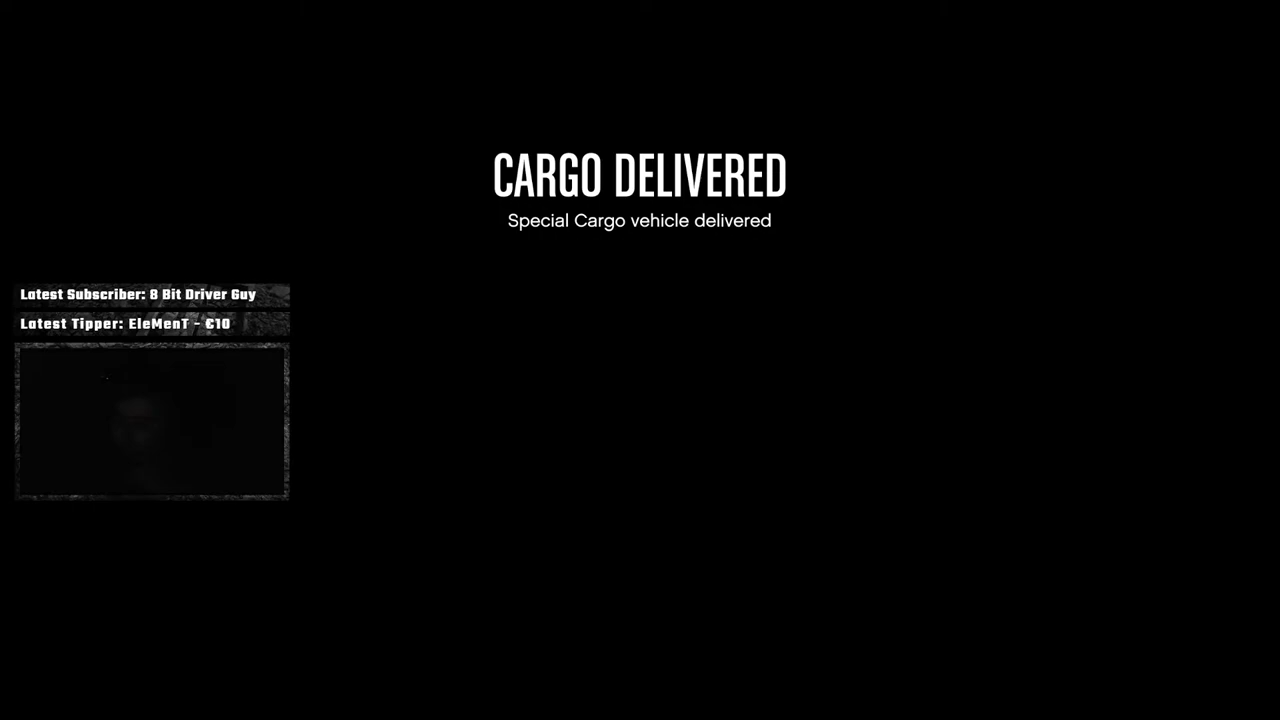 CARGO DELIVERED
Special Cargo vehicle delivered
Latest Subscriber: 8 Bit Driver Guy
Latest Tipper: EleMenT - €10